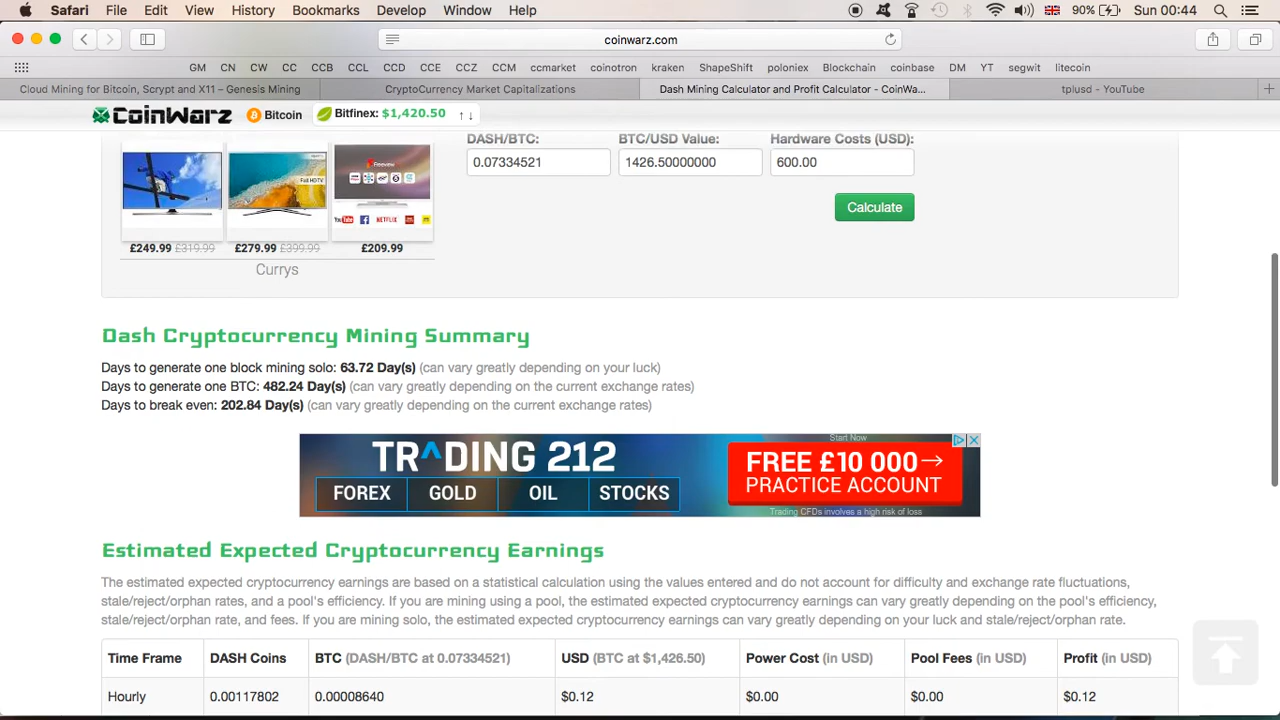 Safari File Edit View History Bookmarks Develop Window Help 90% Sun 00:44
coinwarz.com
GM CN CW CC CCB CCL CCD CCE CCZ CCM ccmarket coinotron kraken ShapeShift poloniex Blockchain coinbase DM YT segwit litecoin
Cloud Mining for Bitcoin, Scrypt and X11 – Genesis Mining CryptoCurrency Market Capitalizations Dash Mining Calculator and Profit Calculator - CoinWa... tplusd - YouTube
CoinWarz Bitcoin Bitfinex: $1,420.50 ↑ ↓
DASH/BTC: BTC/USD Value: Hardware Costs (USD):
0.07334521 1426.50000000 600.00
Calculate
Freeview
Full HDTV
YouTube NETFLIX
£249.99 £319.99 £279.99 £399.99 £209.99
Currys
Dash Cryptocurrency Mining Summary
Days to generate one block mining solo: 63.72 Day(s) (can vary greatly depending on your luck)
Days to generate one BTC: 482.24 Day(s) (can vary greatly depending on the current exchange rates)
Days to break even: 202.84 Day(s) (can vary greatly depending on the current exchange rates)
TRADING 212
FOREX GOLD OIL STOCKS
Start Now
FREE £10 000→
PRACTICE ACCOUNT
Trading CFDs involves a high risk of loss
Estimated Expected Cryptocurrency Earnings
The estimated expected cryptocurrency earnings are based on a statistical calculation using the values entered and do not account for difficulty and exchange rate fluctuations,
stale/reject/orphan rates, and a pool's efficiency. If you are mining using a pool, the estimated expected cryptocurrency earnings can vary greatly depending on the pool's efficiency,
stale/reject/orphan rate, and fees. If you are mining solo, the estimated expected cryptocurrency earnings can vary greatly depending on your luck and stale/reject/orphan rate.
Time Frame DASH Coins BTC (DASH/BTC at 0.07334521) USD (BTC at $1,426.50) Power Cost (in USD) Pool Fees (in USD) Profit (in USD)
Hourly 0.00117802 0.00008640 $0.12 $0.00 $0.00 $0.12